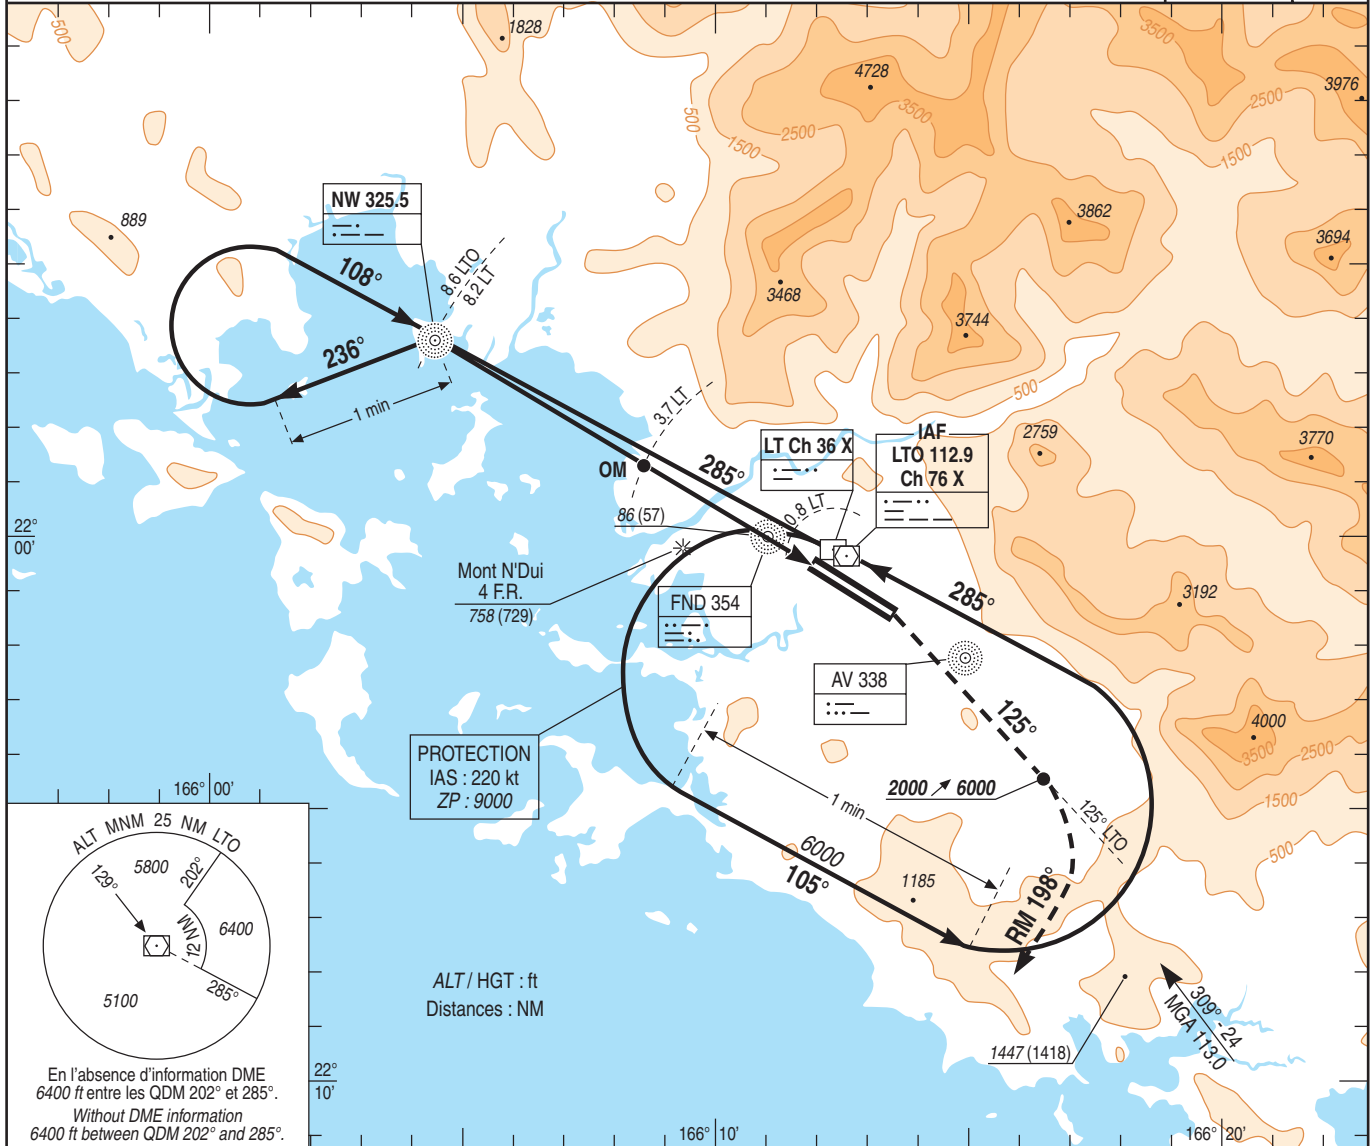 500
1828
4728
3500
3976
500
2500
3500
2500
1500
1500
NW 325.5
889
3862
3694
8.6 LTO
8.2 LT
108°
3468
3744
236°
1 min
3.7 LT
500
2759
3770
OM
285°
LT Ch 36 X
IAF
LTO 112.9
Ch 76 X
86 (57)
0.8 LT
22°
00'
Mont N'Dui
4 F.R.
758 (729)
FND 354
285°
3192
AV 338
125°
4000
3500
2500
1500
500
PROTECTION
IAS : 220 kt
ZP : 9000
1 min
2000 ↗ 6000
125° LTO
166° 00'
6000
105°
1185
RM 198°
ALT MNM 25 NM LTO
5800
202°
129°
6400
12 NM
285°
5100
ALT / HGT : ft
Distances : NM
309° - 24
MGA 113.0
1447 (1418)
En l'absence d'information DME
6400 ft entre les QDM 202° et 285°.
Without DME information
6400 ft between QDM 202° and 285°.
22°
10'
166° 10'
166° 20'